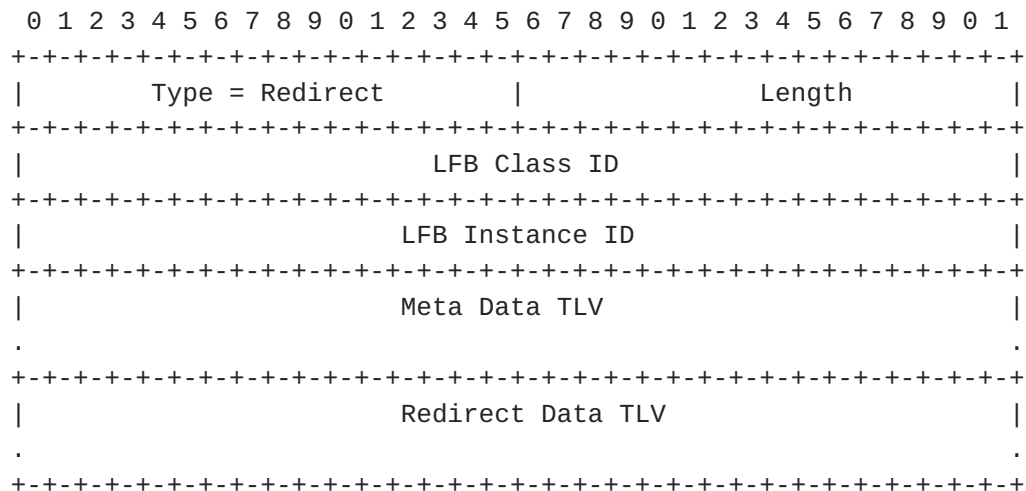 0 1 2 3 4 5 6 7 8 9 0 1 2 3 4 5 6 7 8 9 0 1 2 3 4 5 6 7 8 9 0 1
+-+-+-+-+-+-+-+-+-+-+-+-+-+-+-+-+-+-+-+-+-+-+-+-+-+-+-+-+-+-+-+-+
|        Type = Redirect        |               Length          |
+-+-+-+-+-+-+-+-+-+-+-+-+-+-+-+-+-+-+-+-+-+-+-+-+-+-+-+-+-+-+-+-+
|                          LFB Class ID                         |
+-+-+-+-+-+-+-+-+-+-+-+-+-+-+-+-+-+-+-+-+-+-+-+-+-+-+-+-+-+-+-+-+
|                        LFB Instance ID                        |
+-+-+-+-+-+-+-+-+-+-+-+-+-+-+-+-+-+-+-+-+-+-+-+-+-+-+-+-+-+-+-+-+
|                        Meta Data TLV                          |
.                                                               .
+-+-+-+-+-+-+-+-+-+-+-+-+-+-+-+-+-+-+-+-+-+-+-+-+-+-+-+-+-+-+-+-+
|                        Redirect Data TLV                      |
.                                                               .
+-+-+-+-+-+-+-+-+-+-+-+-+-+-+-+-+-+-+-+-+-+-+-+-+-+-+-+-+-+-+-+-+